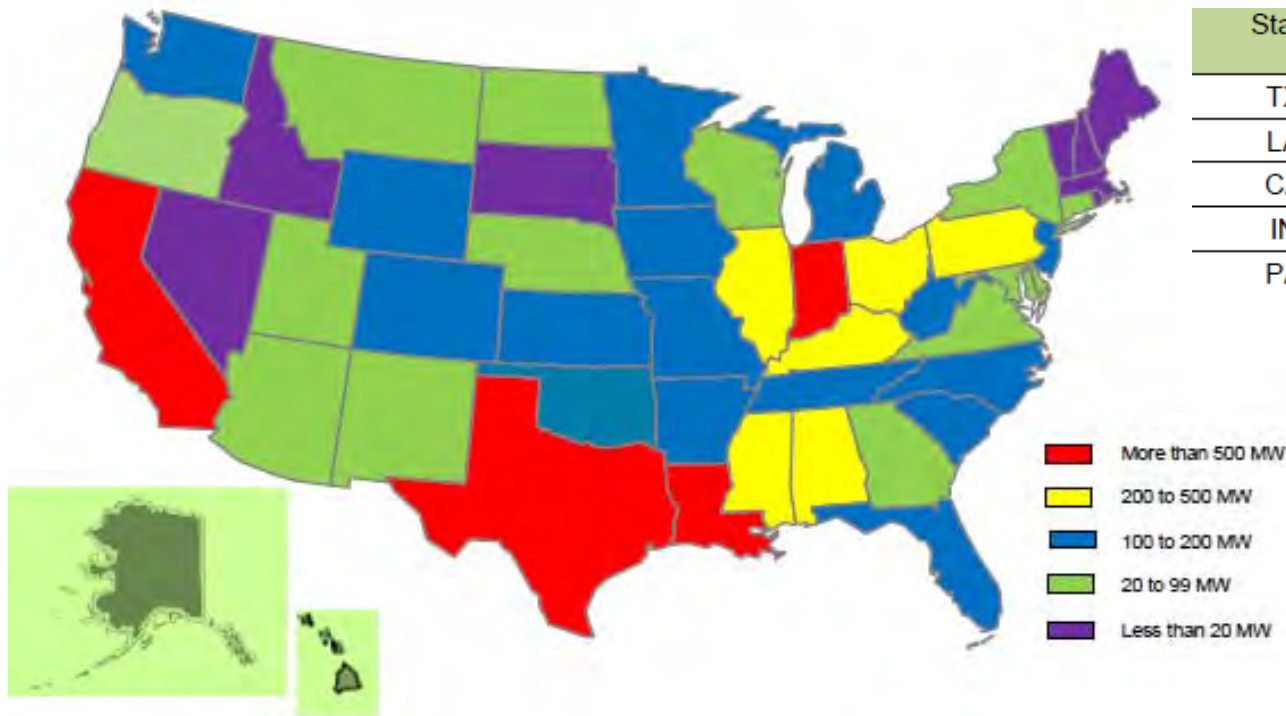 More than 500 MW
200 to 500 MW
100 to 200 MW
20 to 99 MW
Less than 20 MW